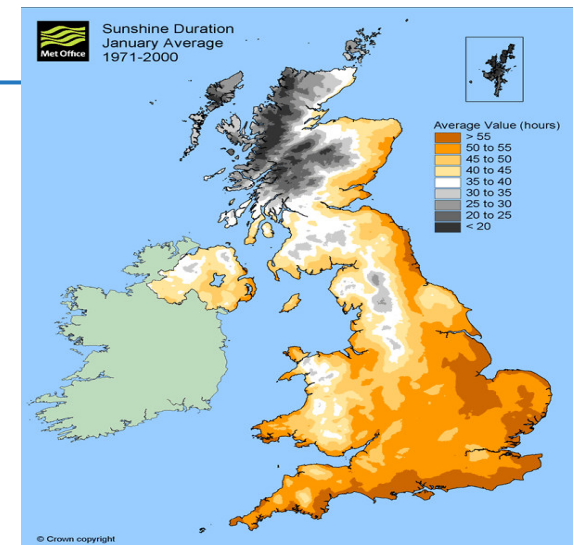 Met Office
Sunshine Duration
January Average
1971-2000
Average Value (hours)
> 55
50 to 55
45 to 50
40 to 45
35 to 40
30 to 35
25 to 30
20 to 25
< 20
© Crown copyright